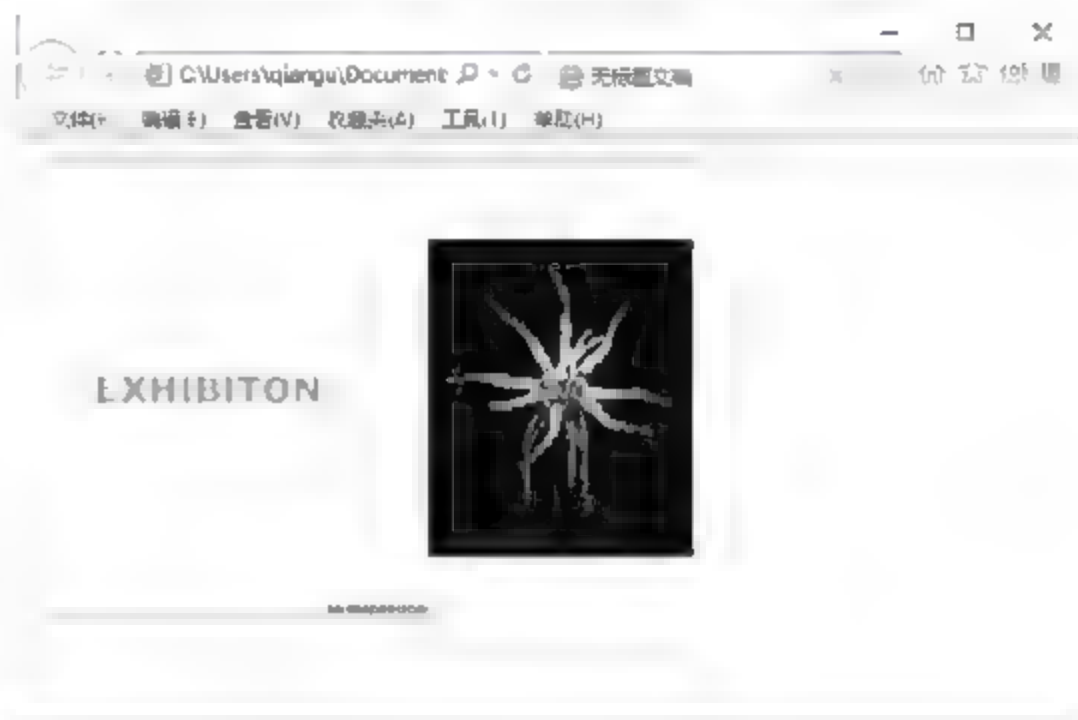 C:\Users\qiangu\Document 无标题文档
文件(F 编辑E) 查看(V) 收藏夹(A) 工具(T) 帮助(H)
EXHIBITON